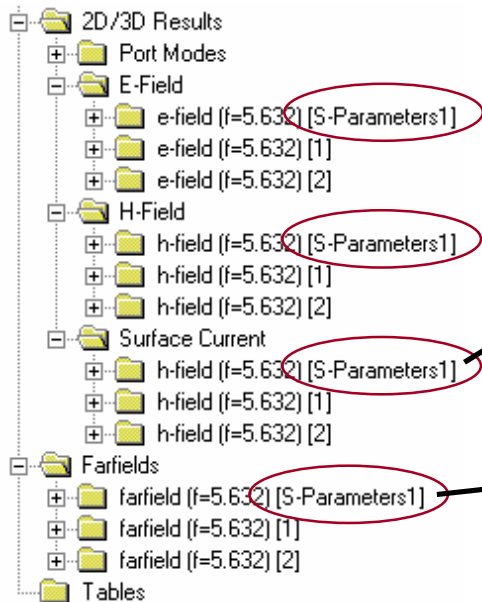 2D/3D Results
Port Modes
E-Field
e-field (f=5.632) [S-Parameters1]
e-field (f=5.632) [1]
e-field (f=5.632) [2]
H-Field
h-field (f=5.632) [S-Parameters1]
h-field (f=5.632) [1]
h-field (f=5.632) [2]
Surface Current
h-field (f=5.632) [S-Parameters1]
h-field (f=5.632) [1]
h-field (f=5.632) [2]
Farfields
farfield (f=5.632) [S-Parameters1]
farfield (f=5.632) [1]
farfield (f=5.632) [2]
Tables